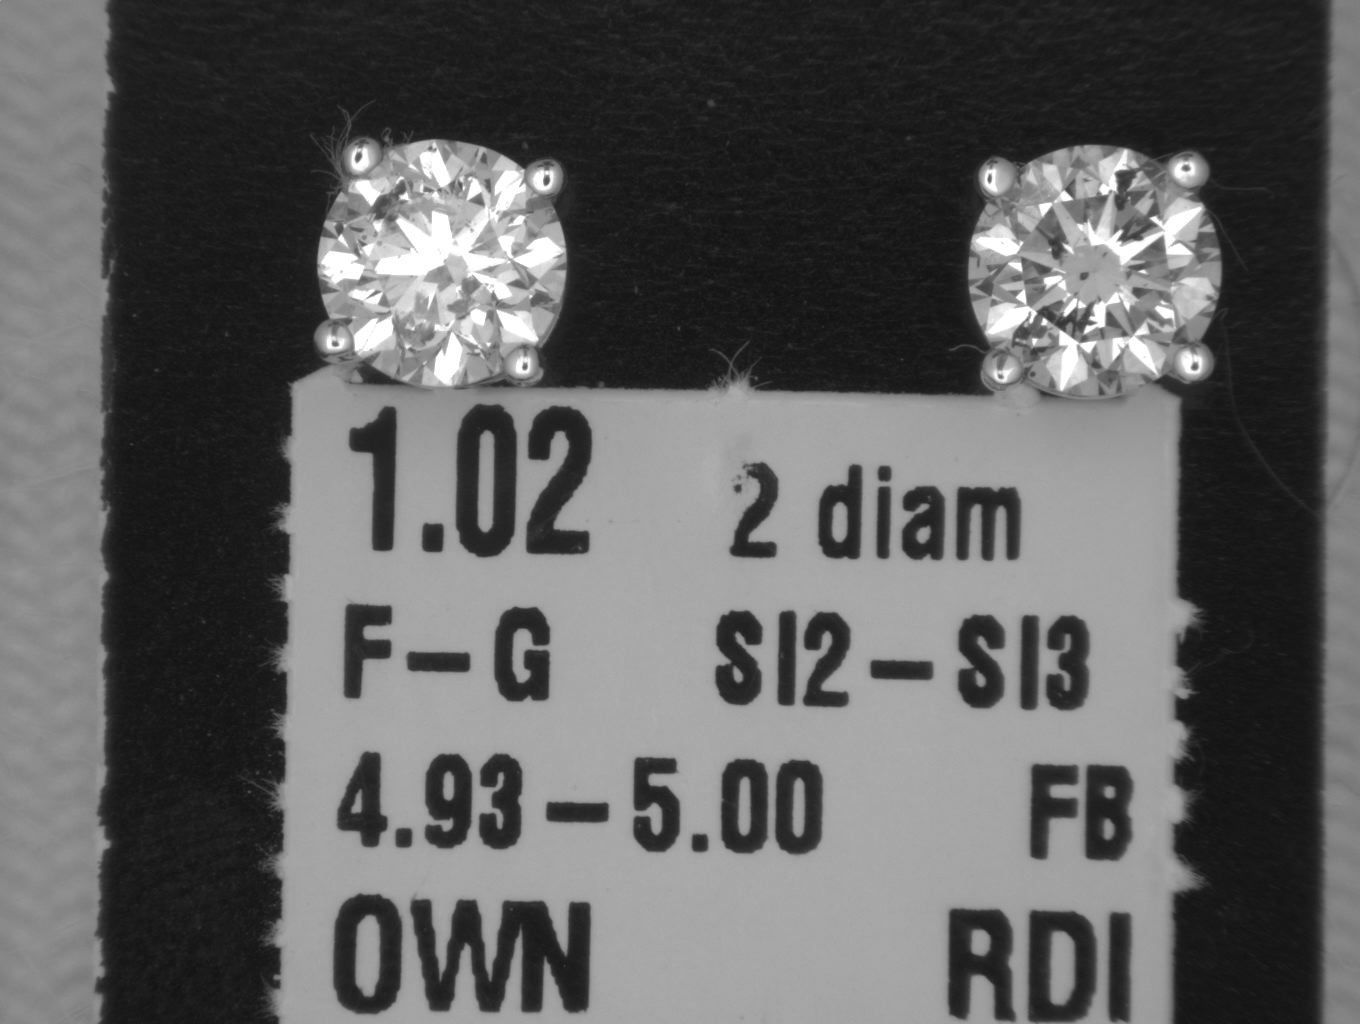 1.02 2 diam
F-G SI2-SI3
4.93-5.00 FB
OWN RDI